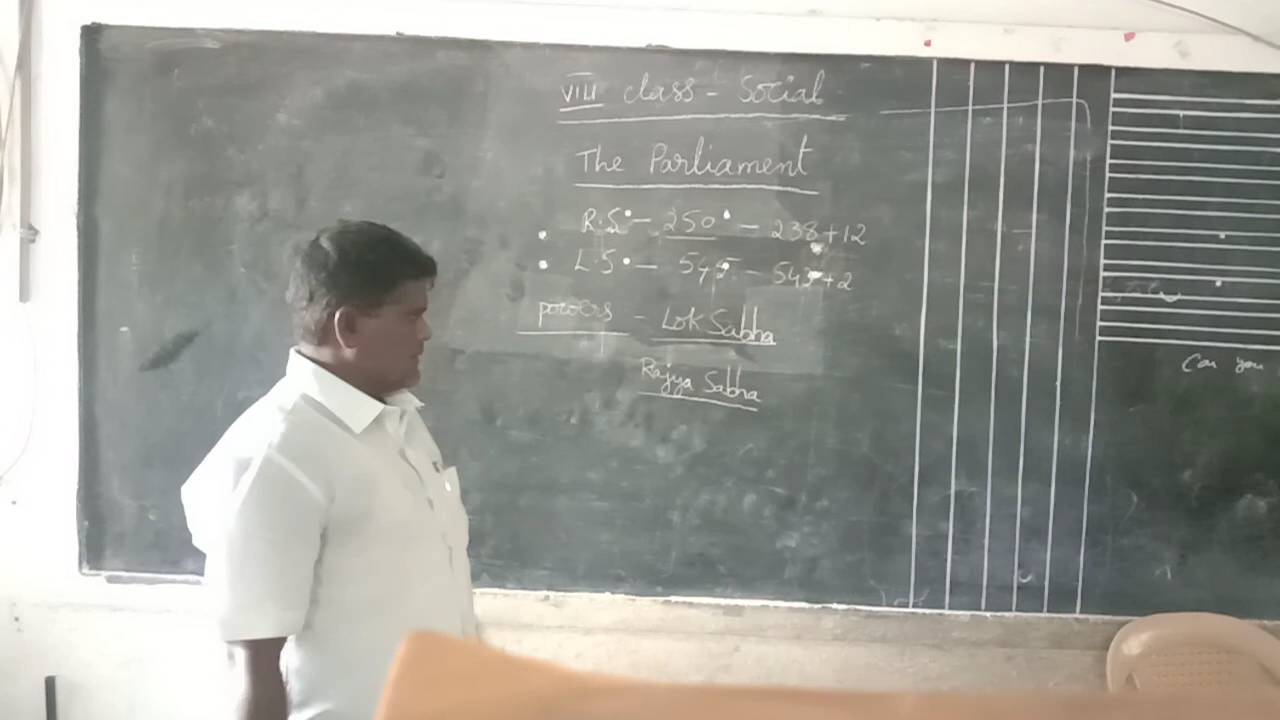 VIII class - Social
The Parliament
• R.S• - 250• - 238+12
• L.S• - 545 - 543+2
powers - Lok Sabha
Rajya Sabha
Can you